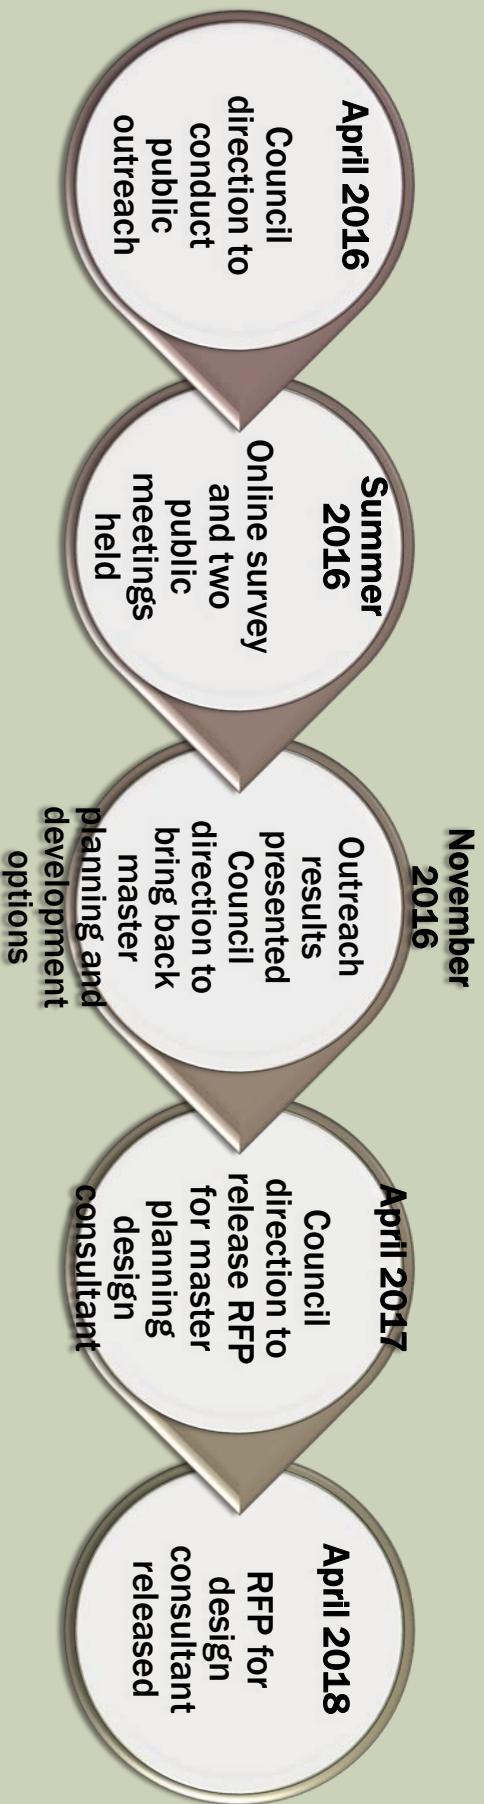 April 2016
Council
direction to
conduct
public
outreach
Summer
2016
Online survey
and two
public
meetings
held
November
2016
Outreach
results
presented
Council
direction to
bring back
master
planning and
development
options
April 2017
Council
direction to
release RFP
for master
planning
design
consultant
April 2018
RFP for
design
consultant
released